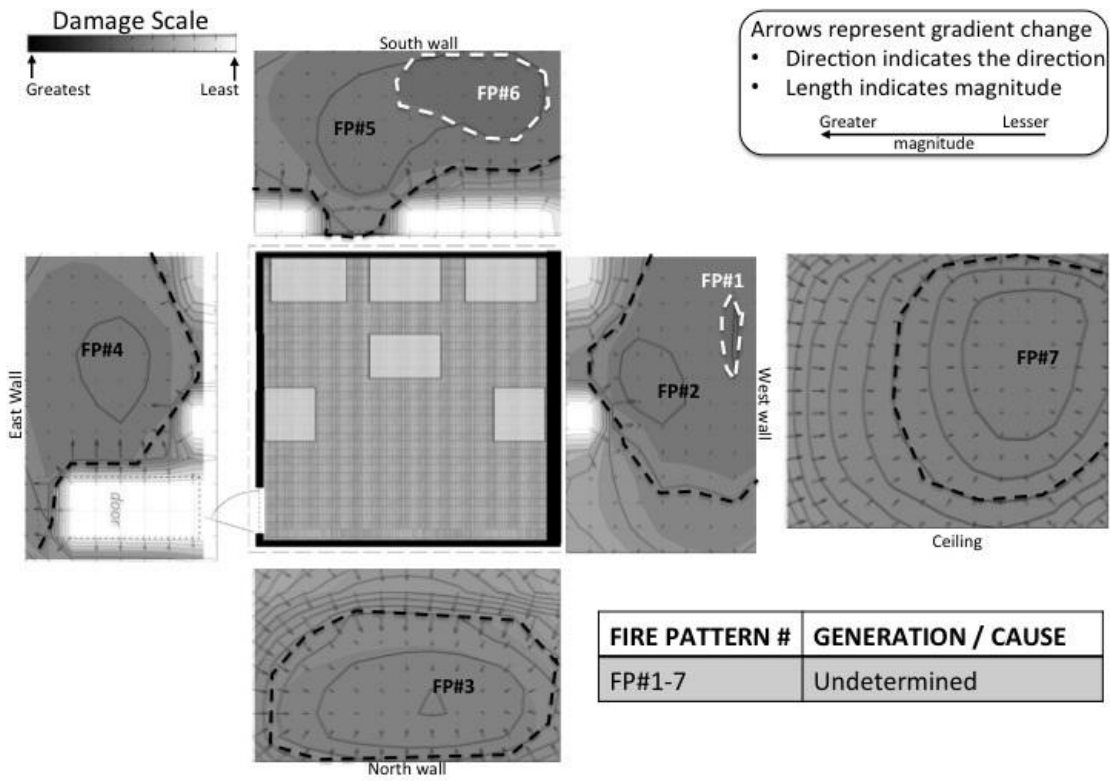 Damage Scale
Greatest
Least
South wall
FP#6
FP#5
Arrows represent gradient change
• Direction indicates the direction
• Length indicates magnitude
Greater
Lesser
magnitude
East Wall
FP#4
door
FP#1
FP#2
West wall
FP#7
Ceiling
FP#3
North wall
FIRE PATTERN # GENERATION / CAUSE
FP#1-7 Undetermined